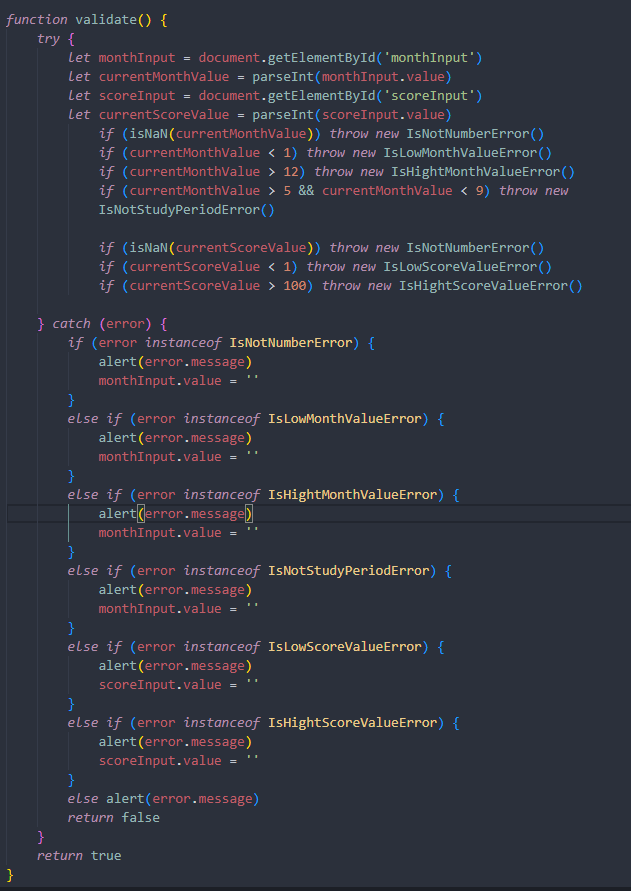 function validate() {
    try {
        let monthInput = document.getElementById('monthInput')
        let currentMonthValue = parseInt(monthInput.value)
        let scoreInput = document.getElementById('scoreInput')
        let currentScoreValue = parseInt(scoreInput.value)
            if (isNaN(currentMonthValue)) throw new IsNotNumberError()
            if (currentMonthValue < 1) throw new IsLowMonthValueError()
            if (currentMonthValue > 12) throw new IsHightMonthValueError()
            if (currentMonthValue > 5 && currentMonthValue < 9) throw new
            IsNotStudyPeriodError()

            if (isNaN(currentScoreValue)) throw new IsNotNumberError()
            if (currentScoreValue < 1) throw new IsLowScoreValueError()
            if (currentScoreValue > 100) throw new IsHightScoreValueError()

    } catch (error) {
        if (error instanceof IsNotNumberError) {
            alert(error.message)
            monthInput.value = ''
        }
        else if (error instanceof IsLowMonthValueError) {
            alert(error.message)
            monthInput.value = ''
        }
        else if (error instanceof IsHightMonthValueError) {
            alert(error.message)
            monthInput.value = ''
        }
        else if (error instanceof IsNotStudyPeriodError) {
            alert(error.message)
            monthInput.value = ''
        }
        else if (error instanceof IsLowScoreValueError) {
            alert(error.message)
            scoreInput.value = ''
        }
        else if (error instanceof IsHightScoreValueError) {
            alert(error.message)
            scoreInput.value = ''
        }
        else alert(error.message)
        return false
    }
    return true
}